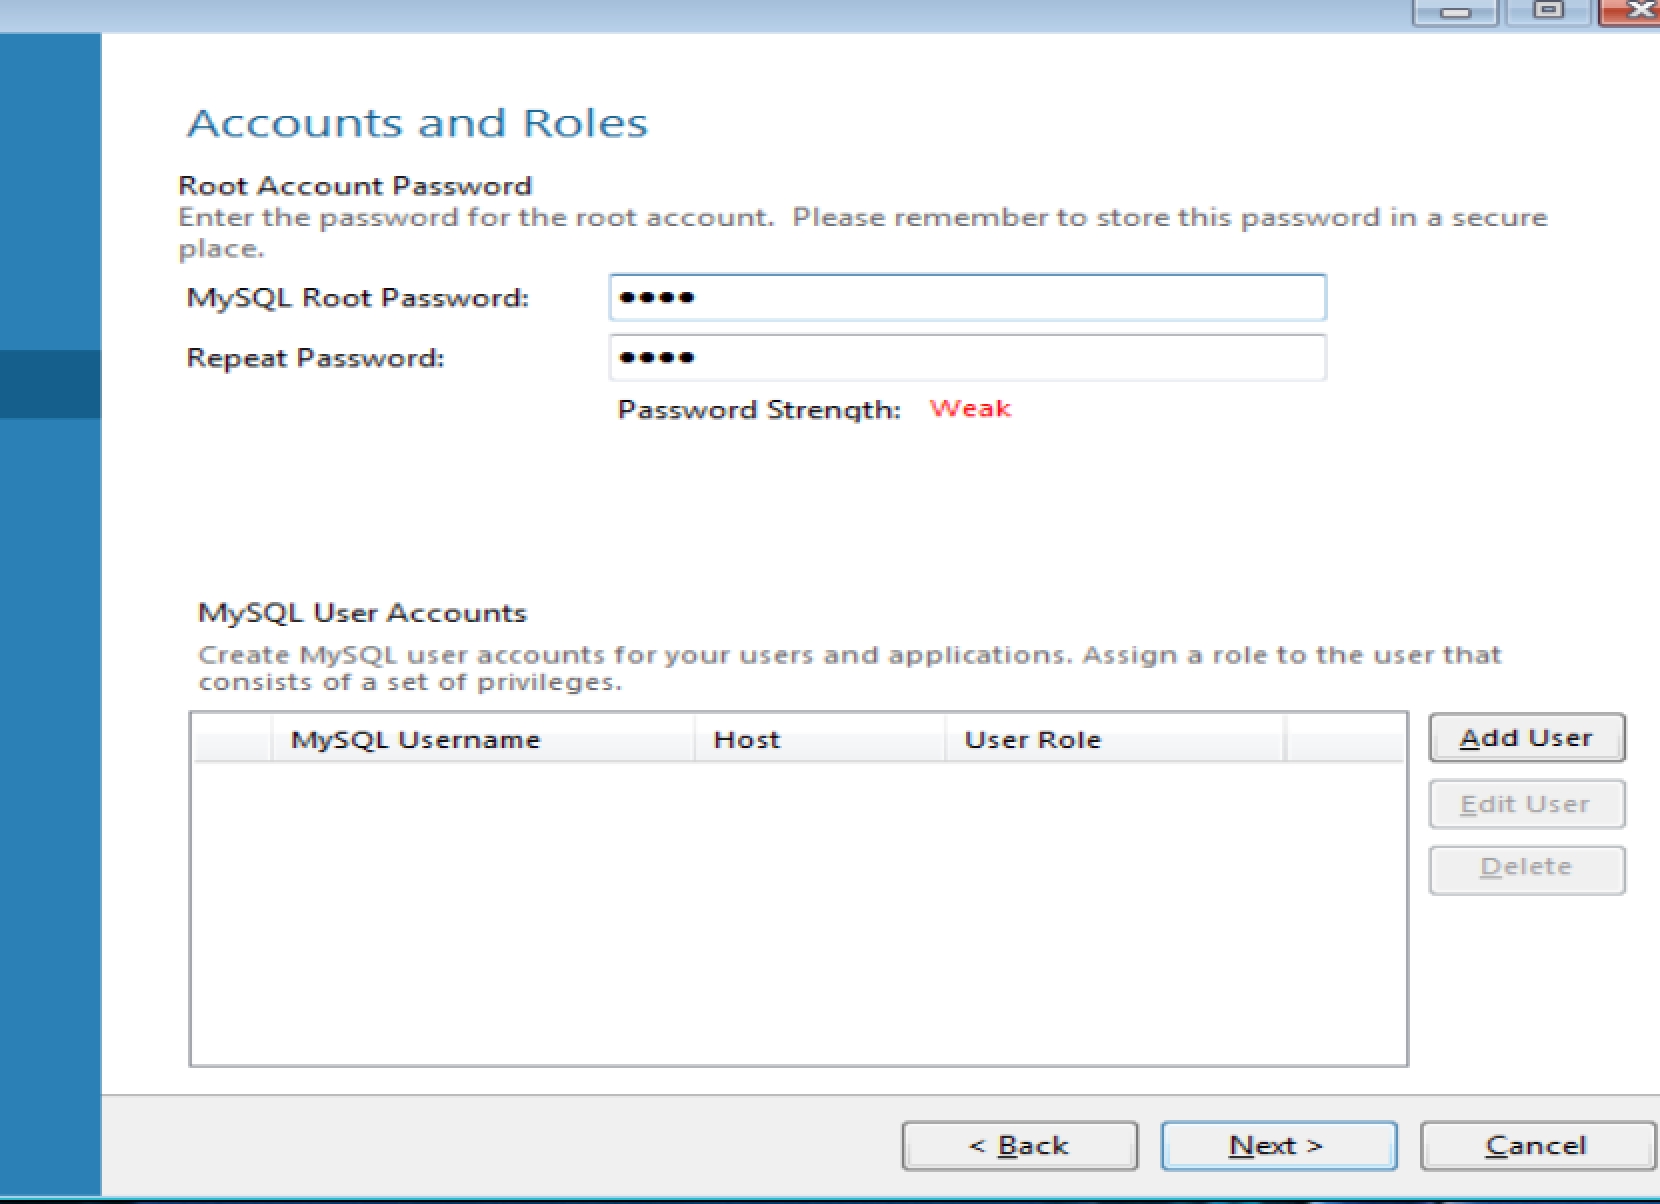 Accounts and Roles
Root Account Password
Enter the password for the root account.  Please remember to store this password in a secure
place.
MySQL Root Password: ●●●●
Repeat Password: ●●●●
Password Strength: Weak
MySQL User Accounts
Create MySQL user accounts for your users and applications. Assign a role to the user that
consists of a set of privileges.
MySQL Username Host User Role
Add User
Edit User
Delete
< Back Next > Cancel